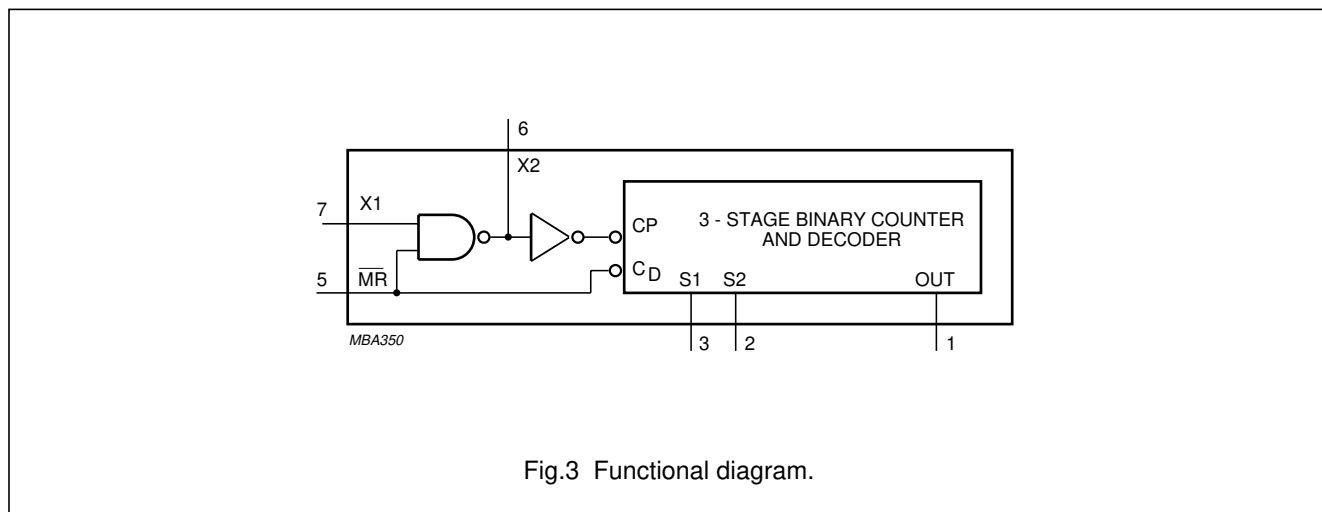 6
X2
7
X1
CP
3 - STAGE BINARY COUNTER
AND DECODER
5
M̅R̅
CD
S1
S2
OUT
MBA350
3
2
1
Fig.3 Functional diagram.